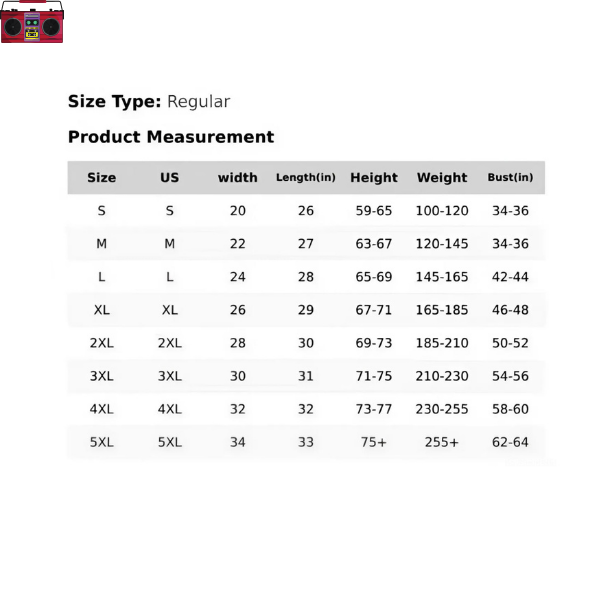 Size Type: Regular
Product Measurement
Size US width Length(in) Height Weight Bust(in)
S S 20 26 59-65 100-120 34-36
M M 22 27 63-67 120-145 34-36
L L 24 28 65-69 145-165 42-44
XL XL 26 29 67-71 165-185 46-48
2XL 2XL 28 30 69-73 185-210 50-52
3XL 3XL 30 31 71-75 210-230 54-56
4XL 4XL 32 32 73-77 230-255 58-60
5XL 5XL 34 33 75+ 255+ 62-64